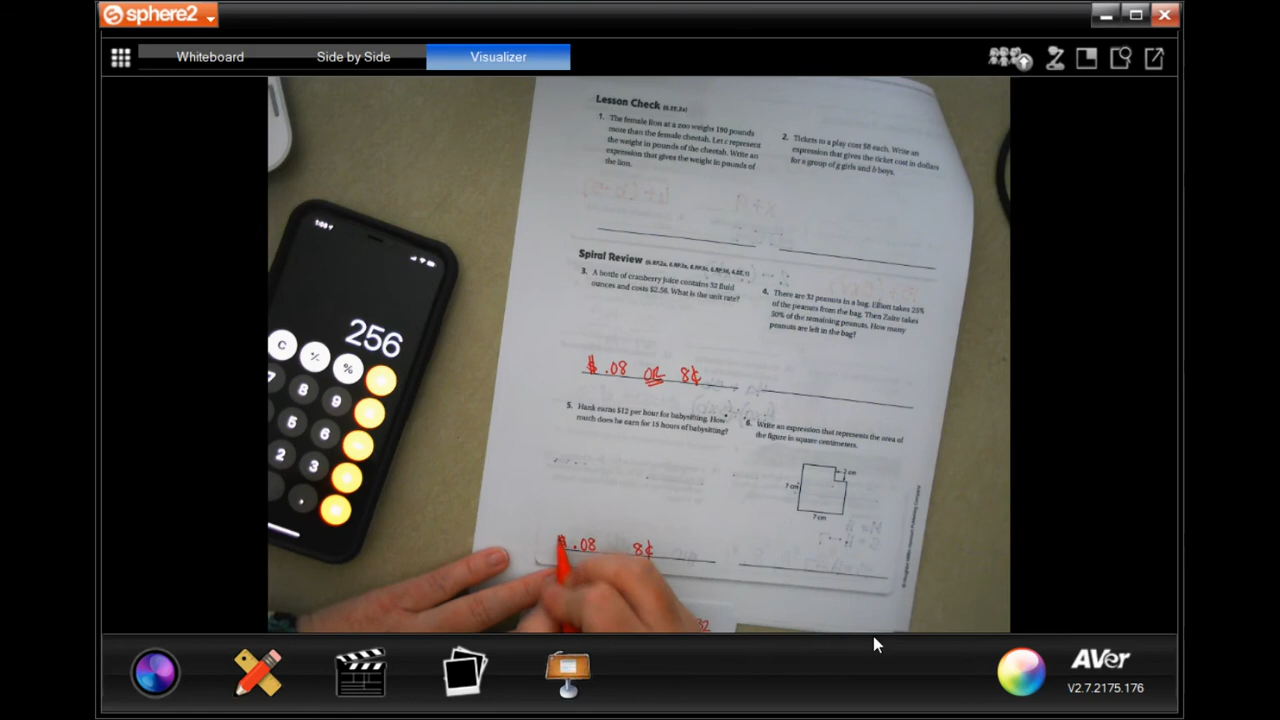 sphere2
Whiteboard
Side by Side
Visualizer
Lesson Check (6.EE.2a)
1. The female lion at a zoo weighs 190 pounds
more than the female cheetah. Let c represent
the weight in pounds of the cheetah. Write an
expression that gives the weight in pounds of
the lion.
2. Tickets to a play cost $8 each. Write an
expression that gives the ticket cost in dollars
for a group of g girls and b boys.
Spiral Review
3. A bottle of cranberry juice contains 32 fluid
ounces and costs $2.56. What is the unit rate?
4. There are 32 peanuts in a bag. Elliott takes 25%
of the peanuts from the bag. Then Zaire takes
50% of the remaining peanuts. How many
peanuts are left in the bag?
$ .08 OR 8¢
5. Hank earns $12 per hour for babysitting. How
much does he earn for 15 hours of babysitting?
6. Write an expression that represents the area of
the figure in square centimeters.
2 cm
7 cm
7 cm
$ .08 8¢
32
256
C
%
7
8
9
5
6
2
3
AVer
V2.7.2175.176